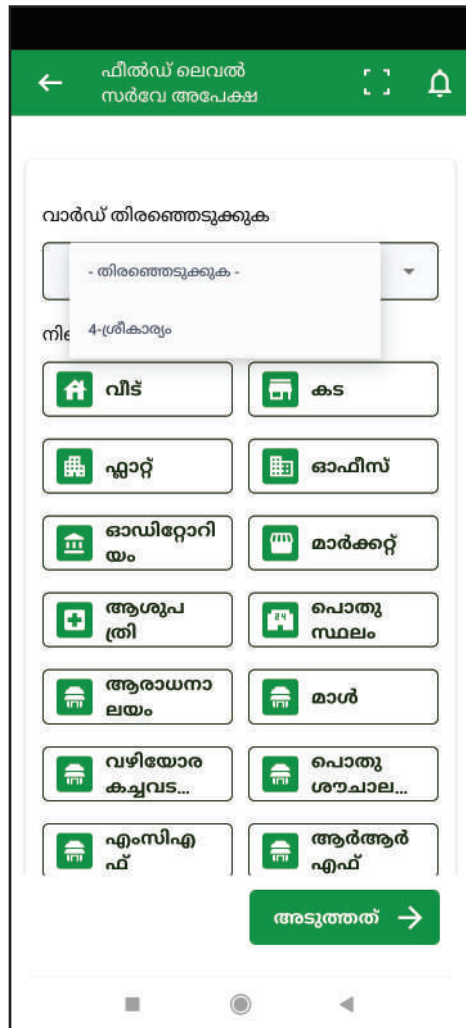 ഫീൽഡ് ലെവൽ
സർവേ അപേക്ഷ
വാർഡ് തിരഞ്ഞെടുക്കുക
- തിരഞ്ഞെടുക്കുക -
4-ശ്രീകാര്യം
വീട്
കട
ഫ്ലാറ്റ്
ഓഫീസ്
ഓഡിറ്റോറി
യം
മാർക്കറ്റ്
ആശുപ
ത്രി
പൊതു
സ്ഥലം
ആരാധനാ
ലയം
മാൾ
വഴിയോര
കച്ചവട...
പൊതു
ശൗചാല...
എംസിഎ
ഫ്
ആർആർ
എഫ്
അടുത്തത്